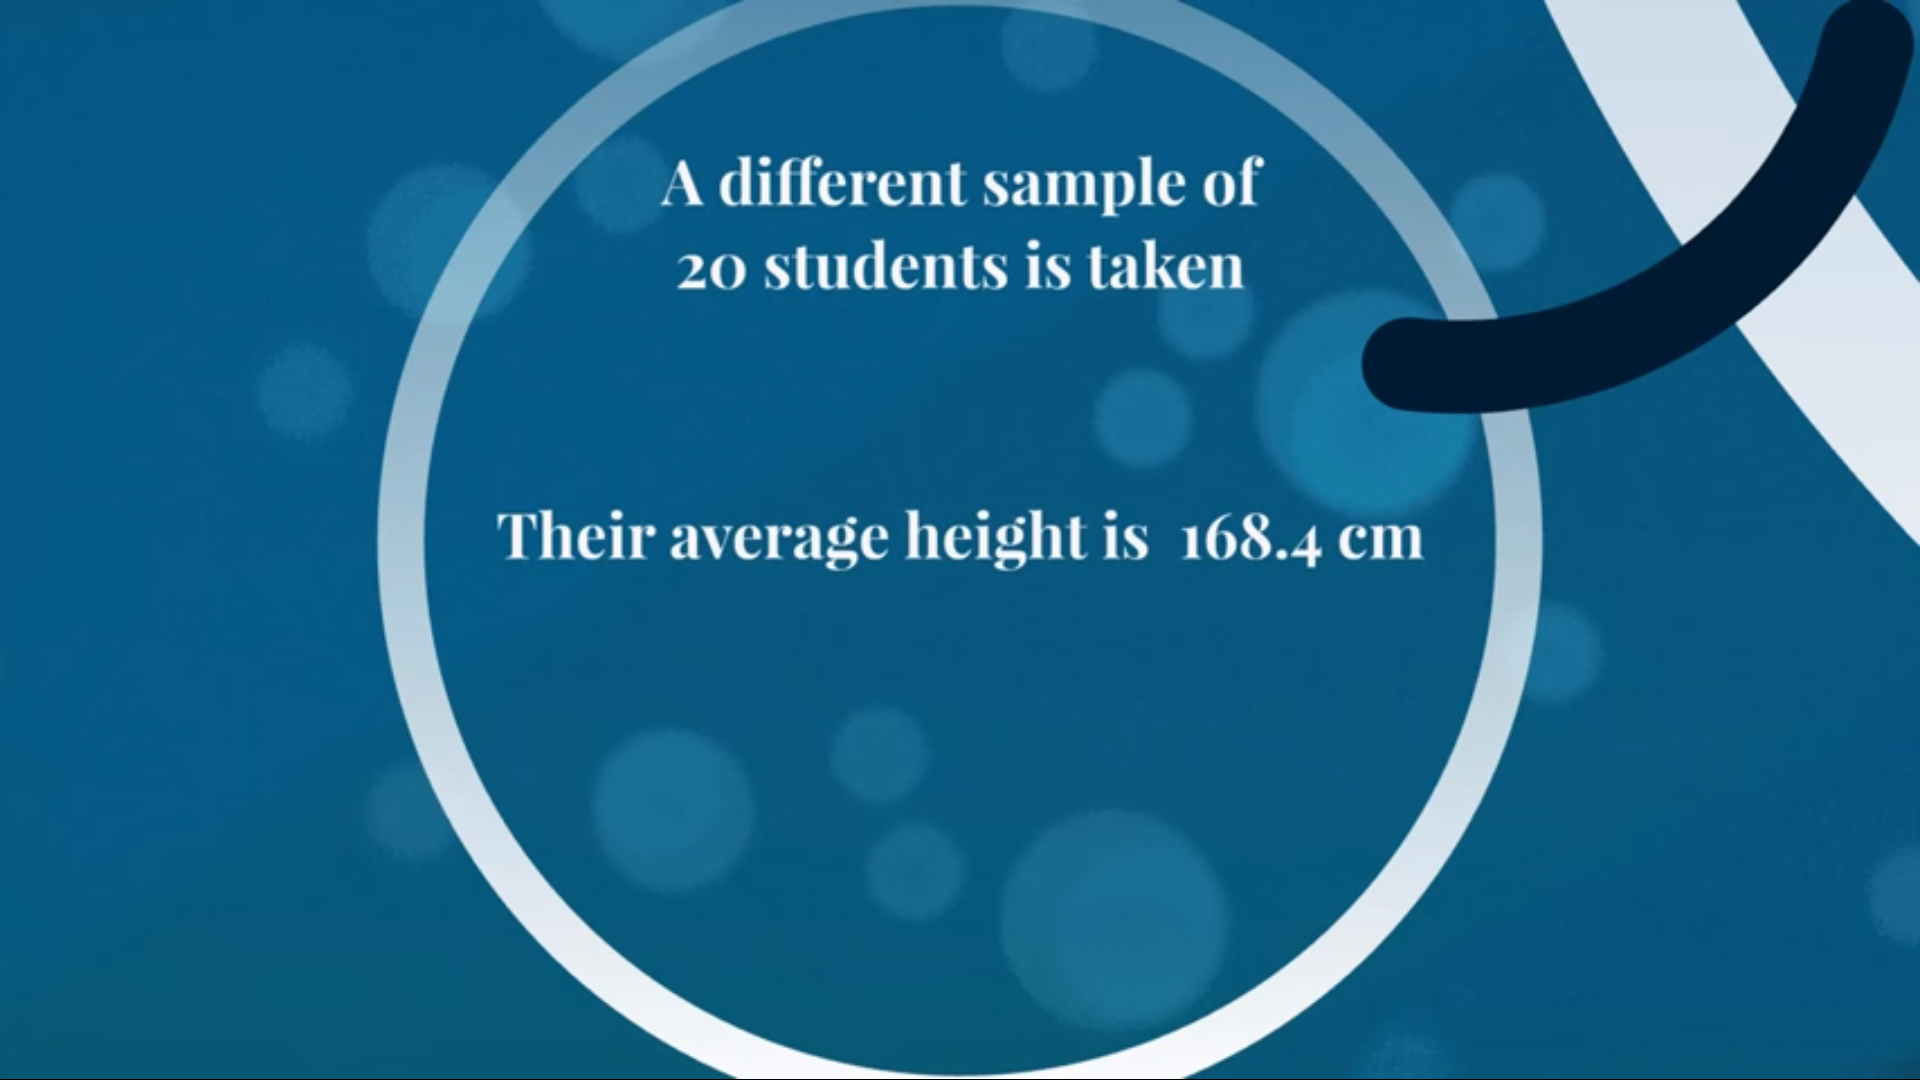 A different sample of
20 students is taken
Their average height is 168.4 cm